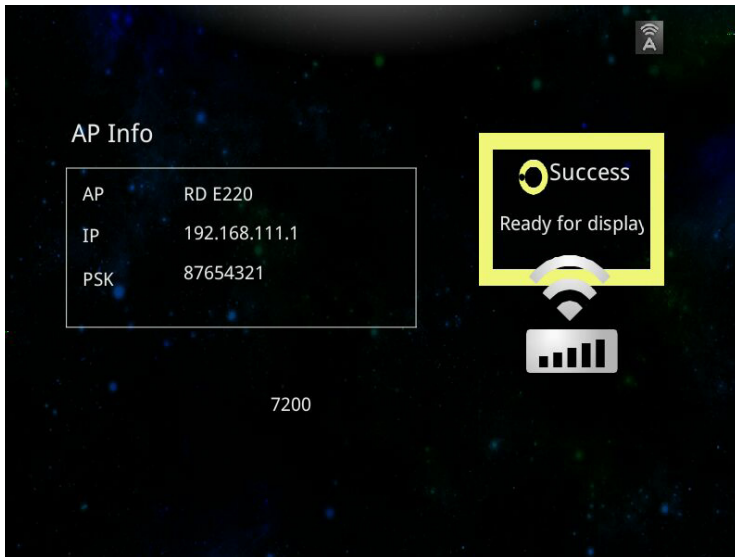 AP Info
AP RD E220
IP 192.168.111.1
PSK 87654321
Success
Ready for display
7200